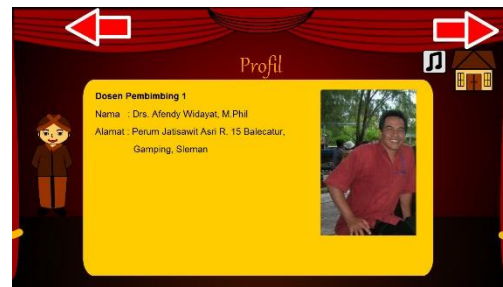 Profil
Dosen Pembimbing 1
Nama : Drs. Afendy Widayat, M.Phil
Alamat : Perum Jatisawit Asri R. 15 Balecatur,
Gamping, Sleman